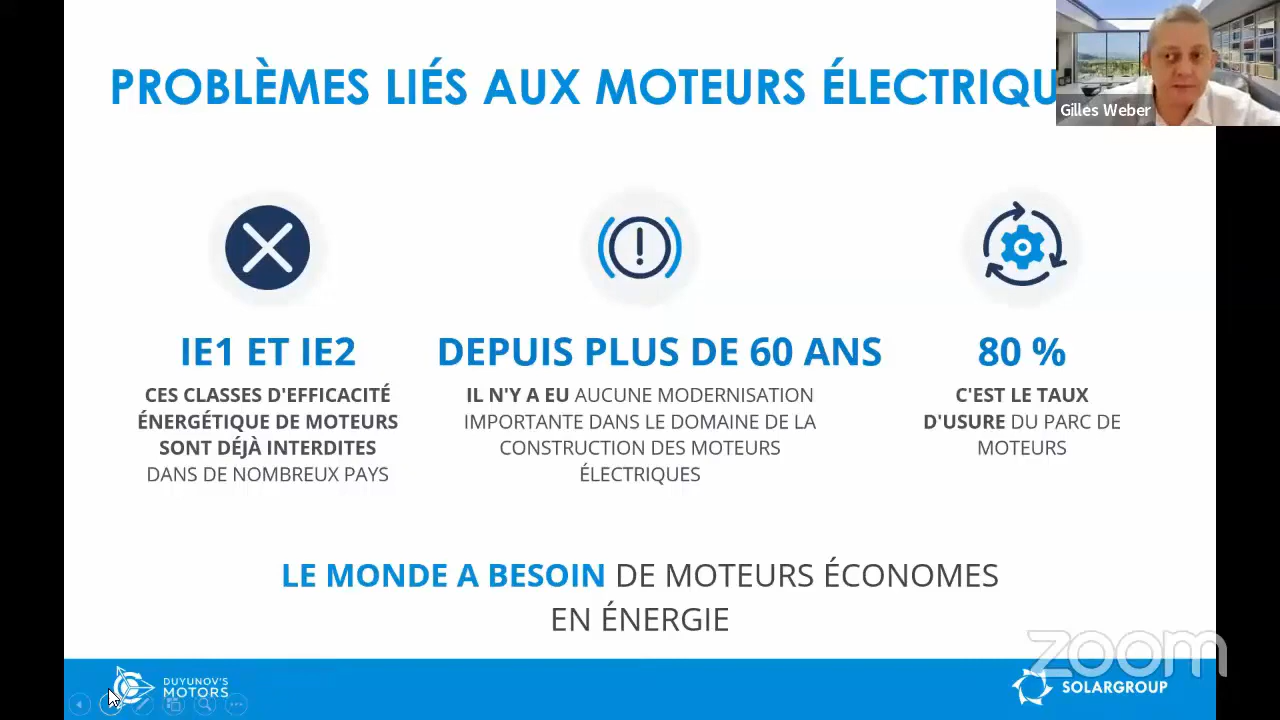 PROBLÈMES LIÉS AUX MOTEURS ÉLECTRIQU
Gilles Weber
IE1 ET IE2
CES CLASSES D'EFFICACITÉ
ÉNERGÉTIQUE DE MOTEURS
SONT DÉJÀ INTERDITES
DANS DE NOMBREUX PAYS
DEPUIS PLUS DE 60 ANS
IL N'Y A EU AUCUNE MODERNISATION
IMPORTANTE DANS LE DOMAINE DE LA
CONSTRUCTION DES MOTEURS
ÉLECTRIQUES
80 %
C'EST LE TAUX
D'USURE DU PARC DE
MOTEURS
LE MONDE A BESOIN DE MOTEURS ÉCONOMES
EN ÉNERGIE
zoom
DUYUNOV'S
MOTORS
SOLARGROUP